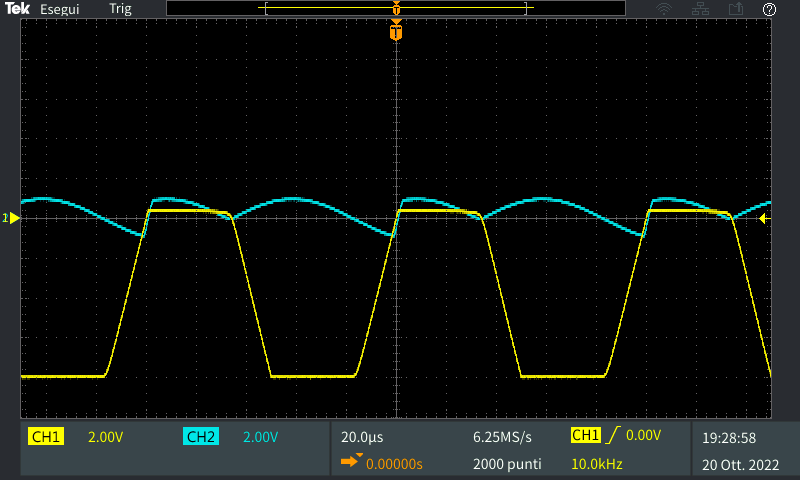 Tek Esegui Trig
T
T
CH1 2.00V CH2 2.00V 20.0µs 6.25MS/s CH1 0.00V 19:28:58
0.00000s 2000 punti 10.0kHz 20 Ott. 2022